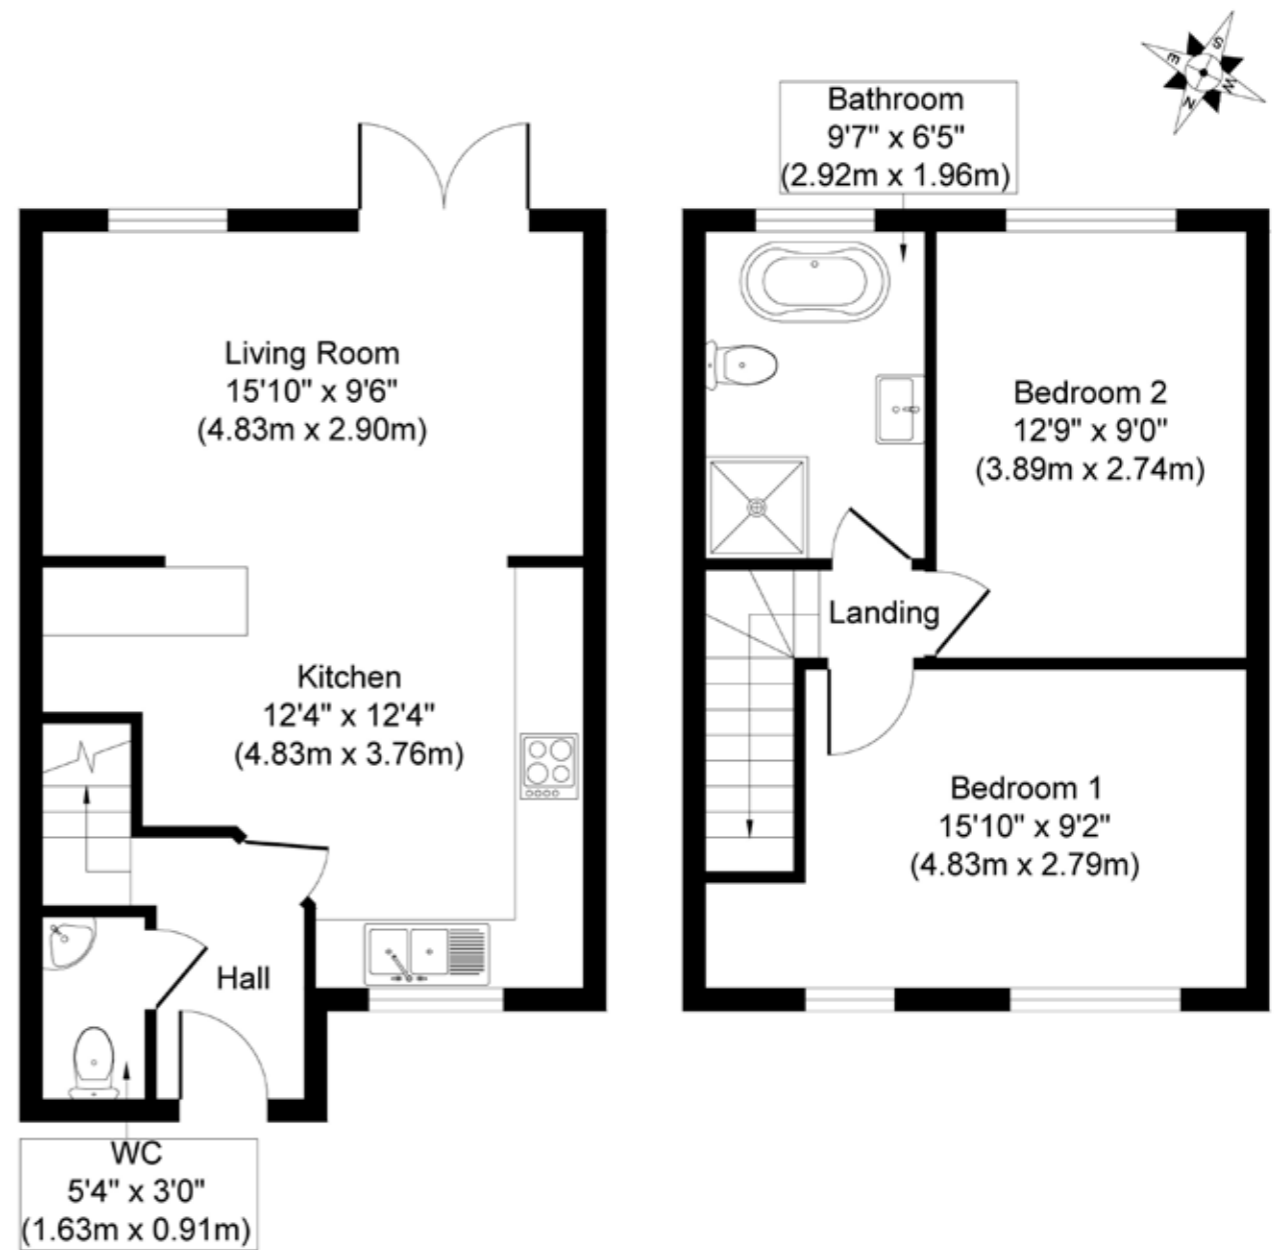 S
E
W
N
Bathroom
9'7" x 6'5"
(2.92m x 1.96m)
Living Room
15'10" x 9'6"
(4.83m x 2.90m)
Bedroom 2
12'9" x 9'0"
(3.89m x 2.74m)
Landing
Kitchen
12'4" x 12'4"
(4.83m x 3.76m)
Bedroom 1
15'10" x 9'2"
(4.83m x 2.79m)
Hall
WC
5'4" x 3'0"
(1.63m x 0.91m)